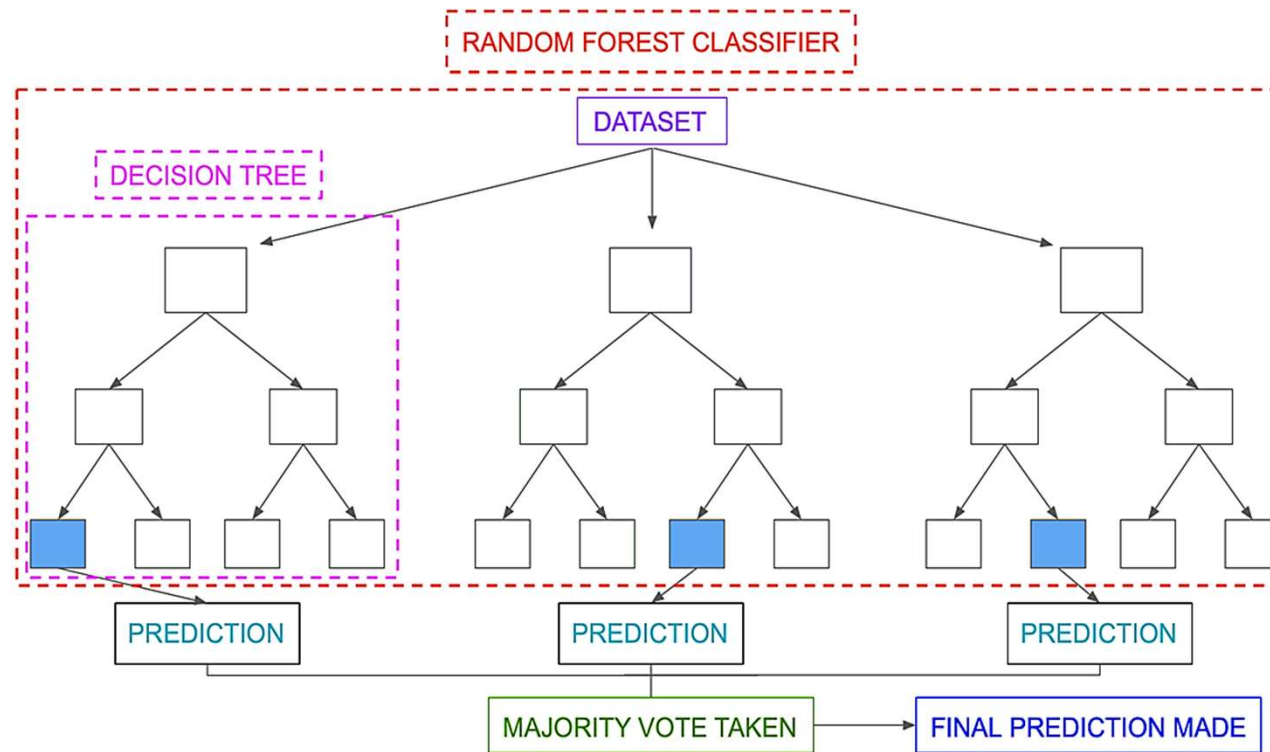 RANDOM FOREST CLASSIFIER
DATASET
DECISION TREE
PREDICTION
PREDICTION
PREDICTION
MAJORITY VOTE TAKEN
FINAL PREDICTION MADE